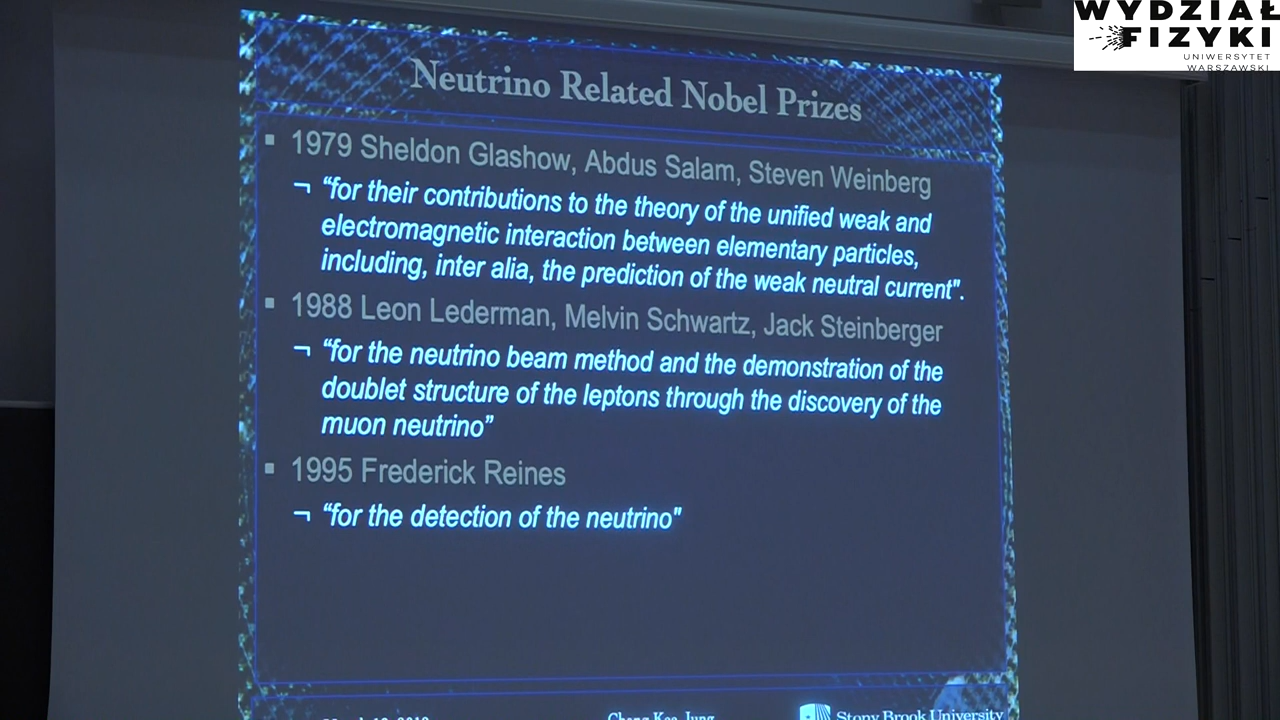 WYDZIAŁ
FIZYKI
UNIWERSYTET
WARSZAWSKI
Neutrino Related Nobel Prizes
▪ 1979 Sheldon Glashow, Abdus Salam, Steven Weinberg
¬ “for their contributions to the theory of the unified weak and
electromagnetic interaction between elementary particles,
including, inter alia, the prediction of the weak neutral current".
▪ 1988 Leon Lederman, Melvin Schwartz, Jack Steinberger
¬ “for the neutrino beam method and the demonstration of the
doublet structure of the leptons through the discovery of the
muon neutrino”
▪ 1995 Frederick Reines
¬ “for the detection of the neutrino"
Chang Kee Jung
Stony Brook University